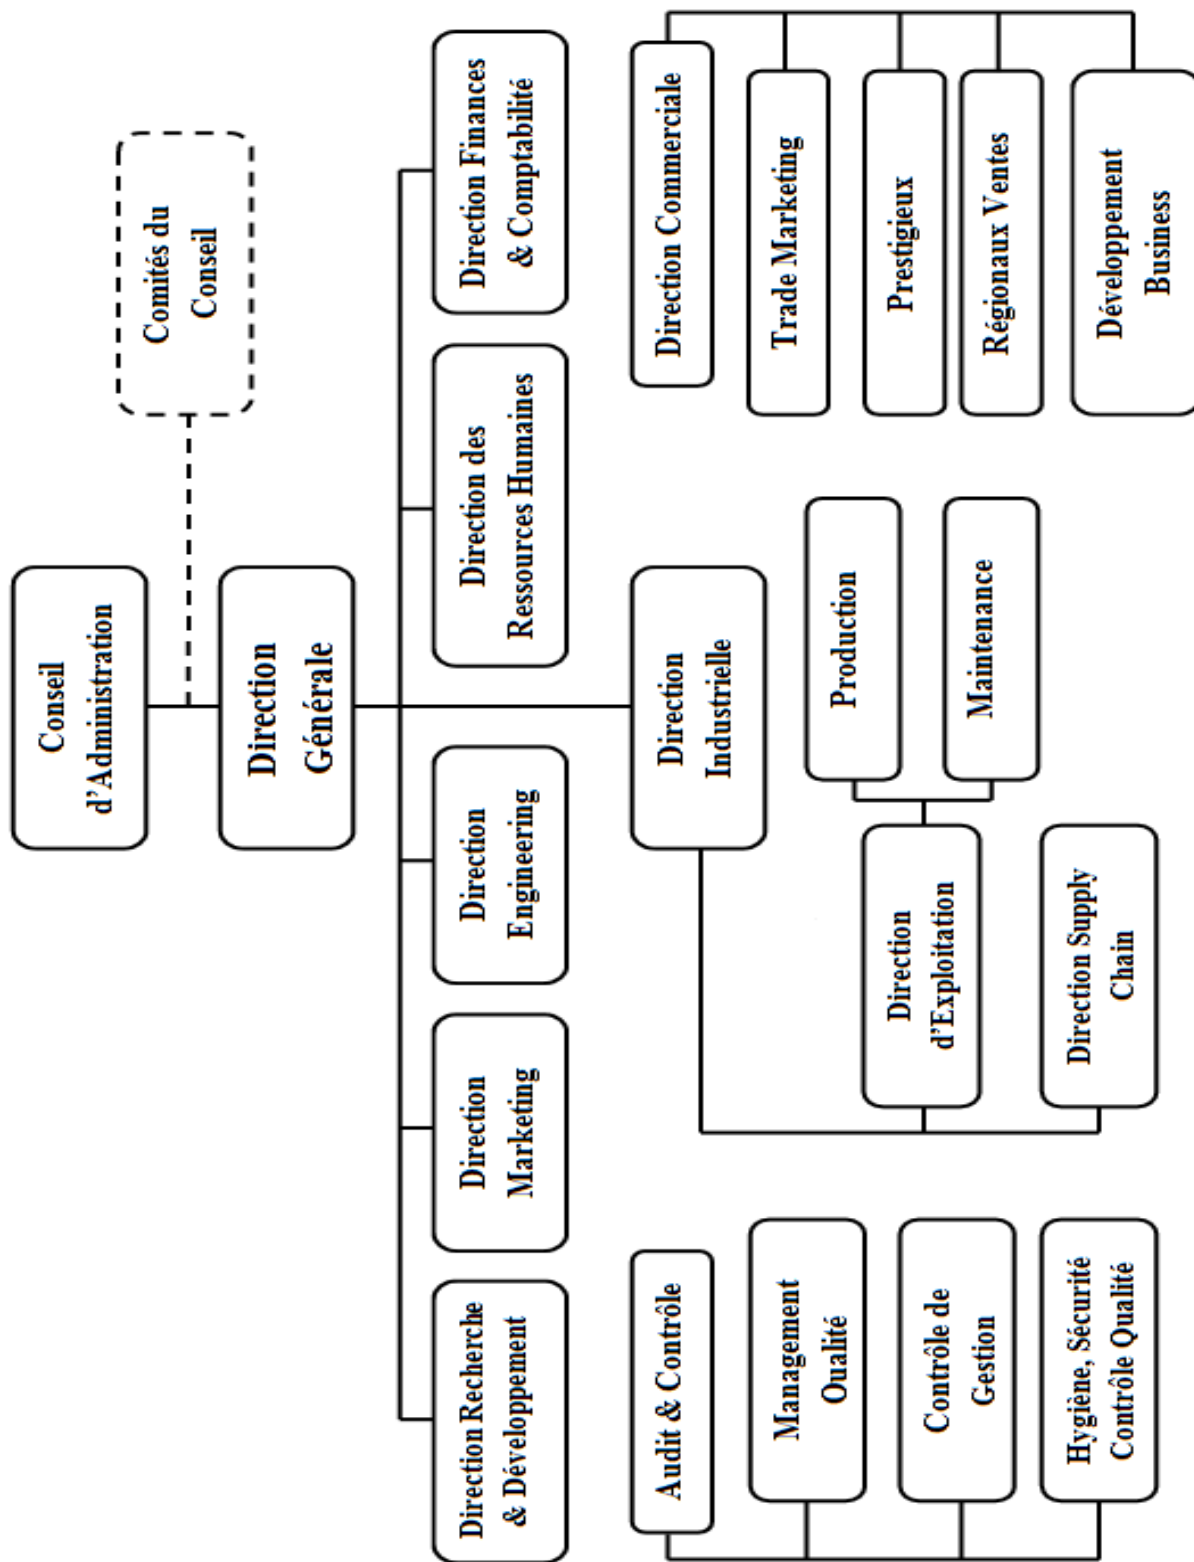 Conseil
d'Administration
Comités du
Conseil
Direction
Générale
Direction Recherche
& Développement
Direction
Marketing
Direction
Engineering
Direction des
Ressources Humaines
Direction Finances
& Comptabilité
Audit & Contrôle
Management
Oualité
Contrôle de
Gestion
Hygiène, Sécurité
Contrôle Qualité
Direction
Industrielle
Direction
d'Exploitation
Production
Maintenance
Direction Supply
Chain
Direction Commerciale
Trade Marketing
Prestigieux
Régionaux Ventes
Développement
Business